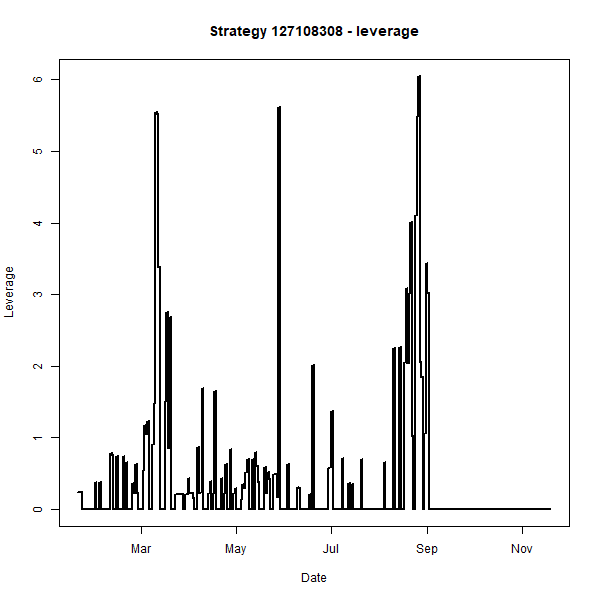 Strategy 127108308 - leverage
Leverage
6
5
4
3
2
1
0
Mar
May
Jul
Sep
Nov
Date